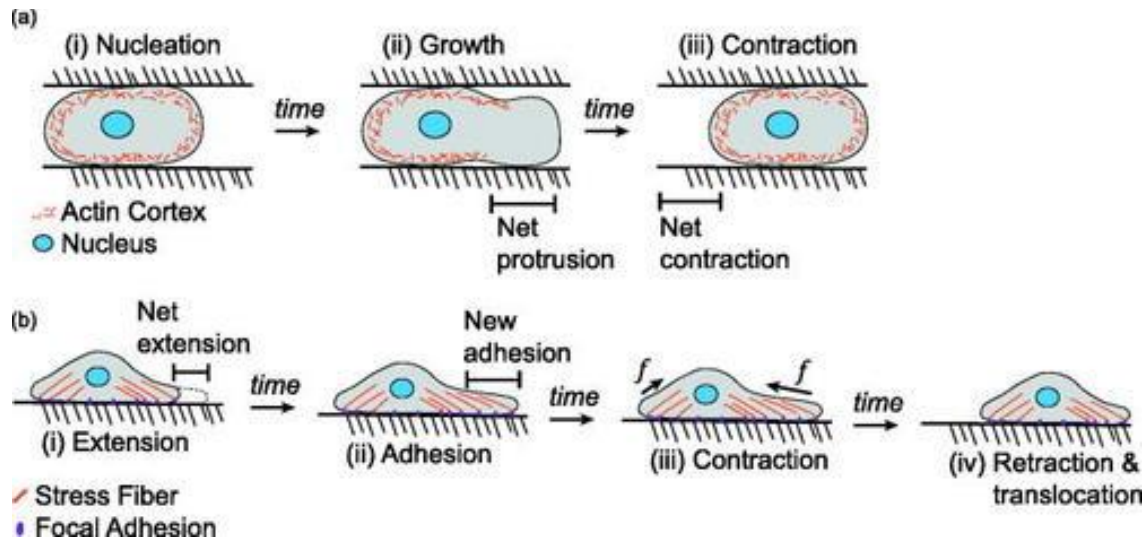 (a)
(i) Nucleation
(ii) Growth
(iii) Contraction
time
time
Actin Cortex
Nucleus
Net
protrusion
Net
contraction
(b)
Net
extension
New
adhesion
f
f
time
time
time
(i) Extension
(ii) Adhesion
(iii) Contraction
(iv) Retraction &
translocation
Stress Fiber
Focal Adhesion